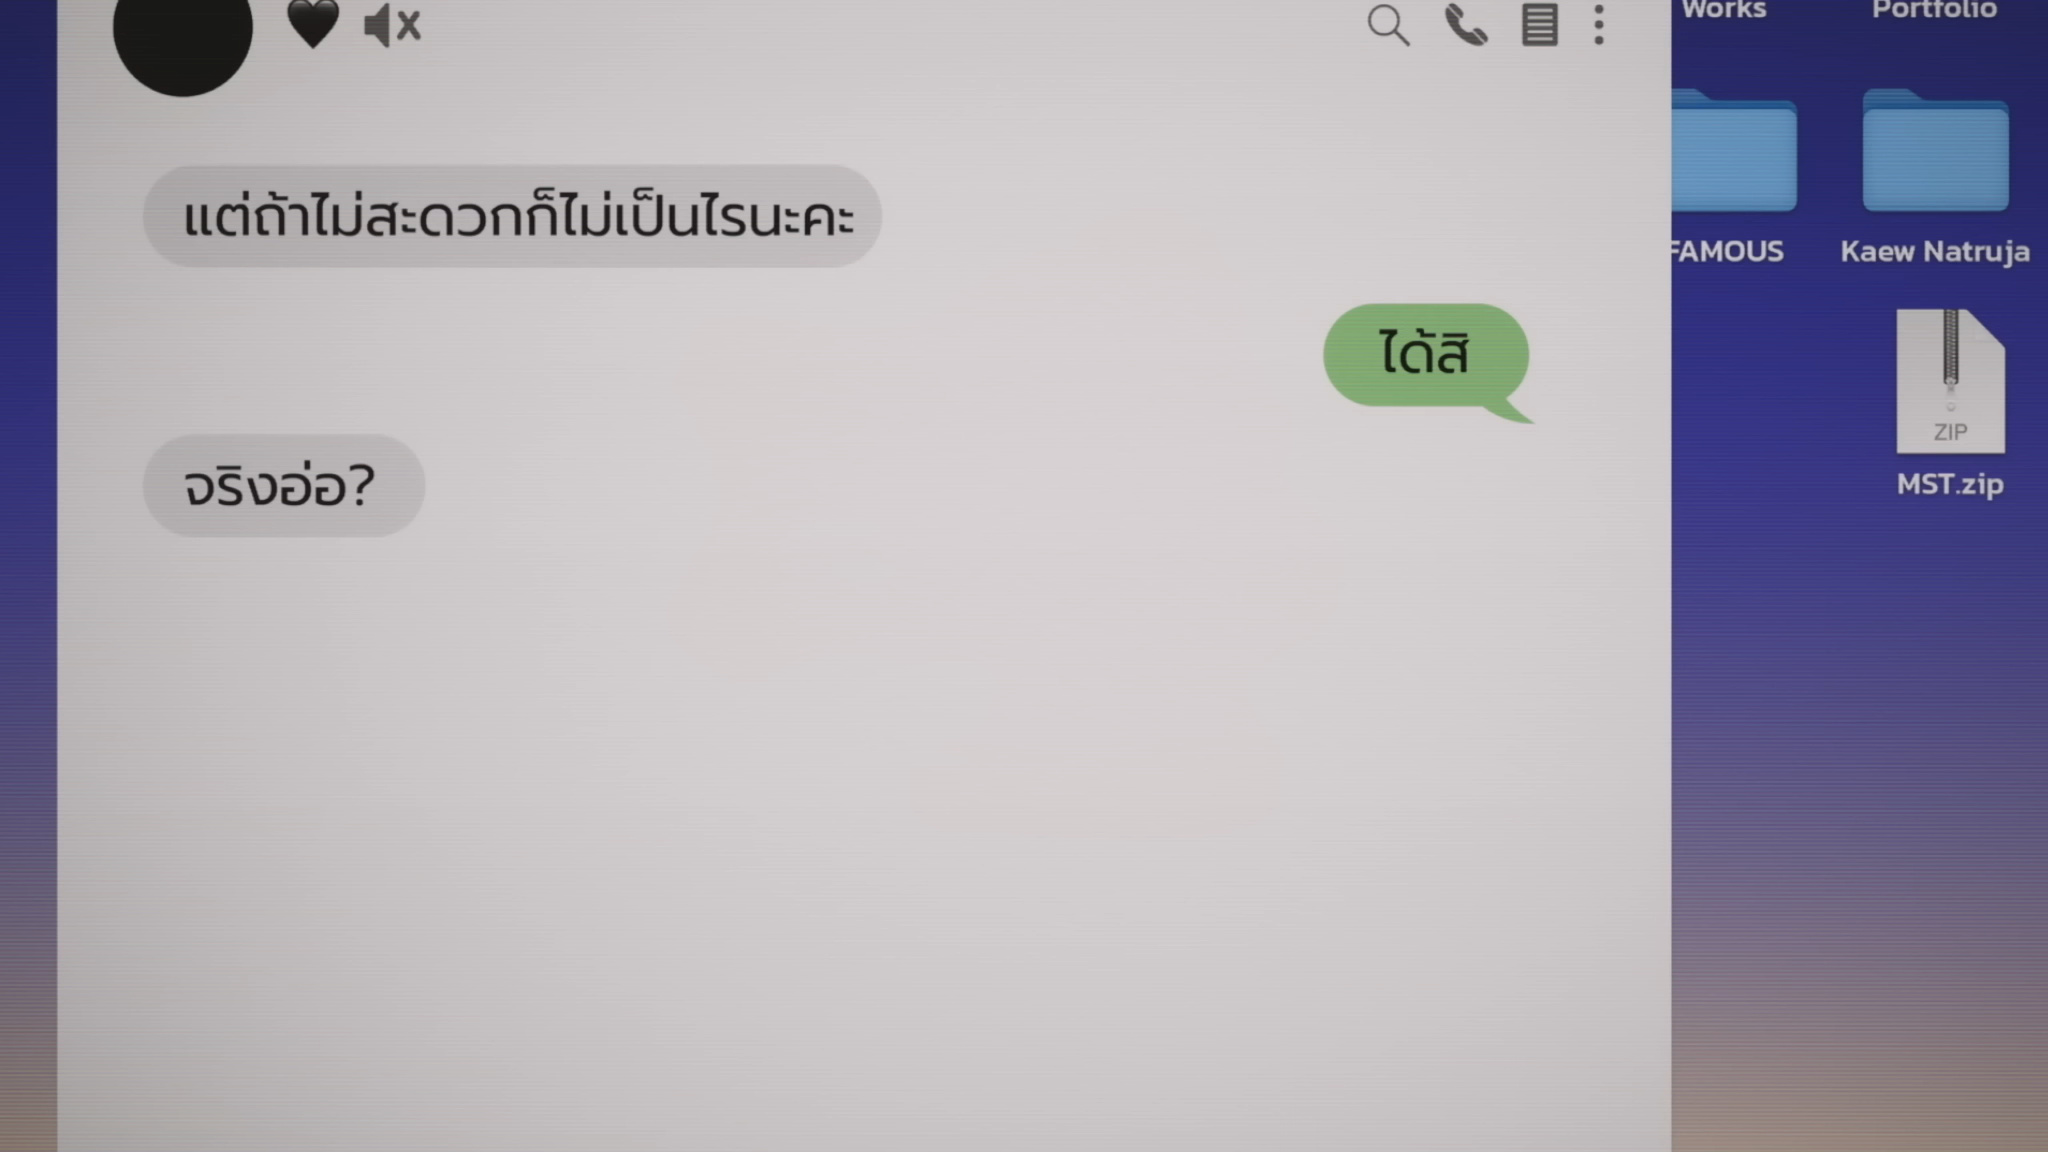 Works
Portfolio
แต่ถ้าไม่สะดวกก็ไม่เป็นไรนะคะ
FAMOUS
Kaew Natruja
ได้สิ
ZIP
MST.zip
จริงอ่อ?